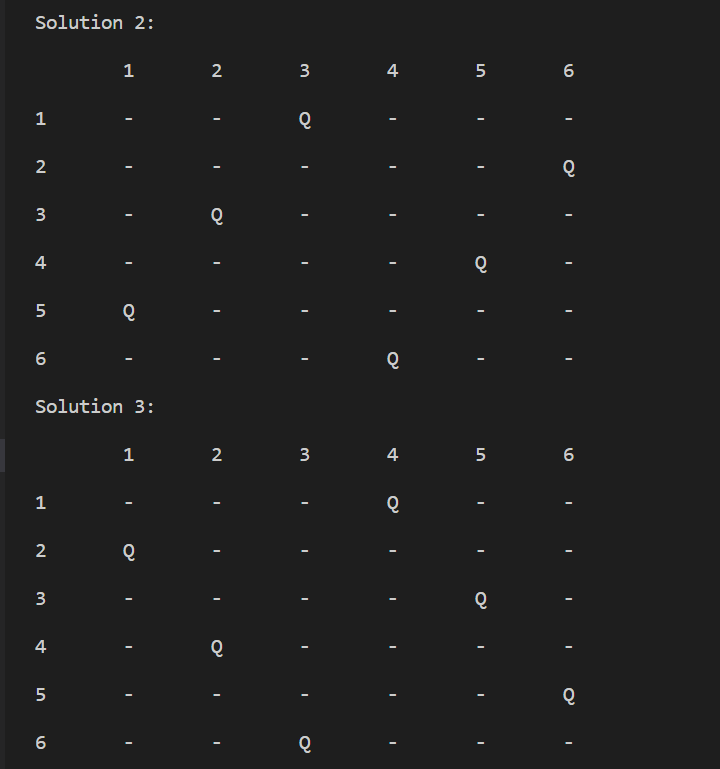 Solution 2:
1 2 3 4 5 6
1 - - Q - - -
2 - - - - - Q
3 - Q - - - -
4 - - - - Q -
5 Q - - - - -
6 - - - Q - -
Solution 3:
1 2 3 4 5 6
1 - - - Q - -
2 Q - - - - -
3 - - - - Q -
4 - Q - - - -
5 - - - - - Q
6 - - Q - - -